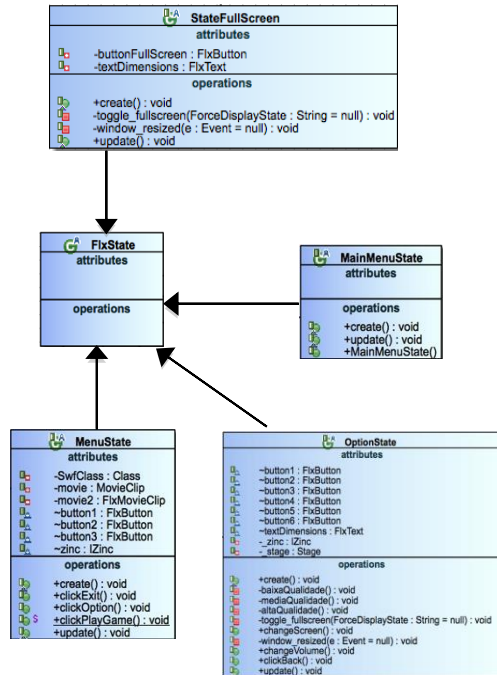 StateFullScreen
attributes
-buttonFullScreen : FlxButton
-textDimensions : FlxText
operations
+create() : void
-toggle_fullscreen(ForceDisplayState : String = null) : void
-window_resized(e : Event = null) : void
+update() : void
FlxState
attributes
operations
MainMenuState
attributes
operations
+create() : void
+update() : void
+MainMenuState()
MenuState
attributes
-SwfClass : Class
-movie : MovieClip
-movie2 : FlxMovieClip
~button1 : FlxButton
~button2 : FlxButton
~button3 : FlxButton
~zinc : IZinc
operations
+create() : void
+clickExit() : void
+clickOption() : void
S +clickPlayGame() : void
+update() : void
OptionState
attributes
~button1 : FlxButton
~button2 : FlxButton
~button3 : FlxButton
~button4 : FlxButton
~button5 : FlxButton
~button6 : FlxButton
~textDimensions : FlxText
-_zinc : IZinc
-_stage : Stage
operations
+create() : void
-baixaQualidade() : void
-mediaQualidade() : void
-altaQualidade() : void
-toggle_fullscreen(ForceDisplayState : String = null) : void
+changeScreen() : void
-window_resized(e : Event = null) : void
+changeVolume() : void
+clickBack() : void
+update() : void